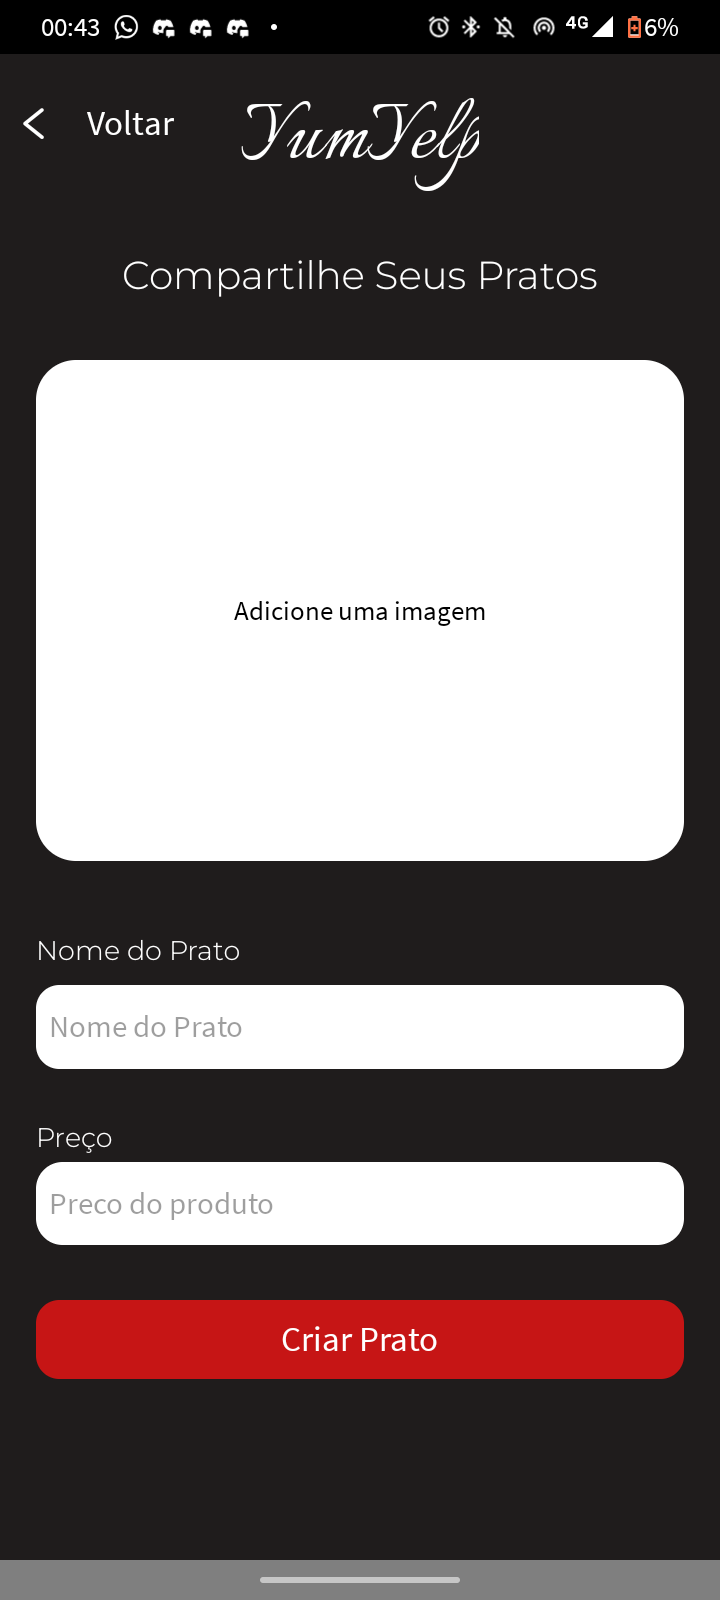 00:43
4G
6%
Voltar
YumYelp
Compartilhe Seus Pratos
Adicione uma imagem
Nome do Prato
Nome do Prato
Preço
Preco do produto
Criar Prato